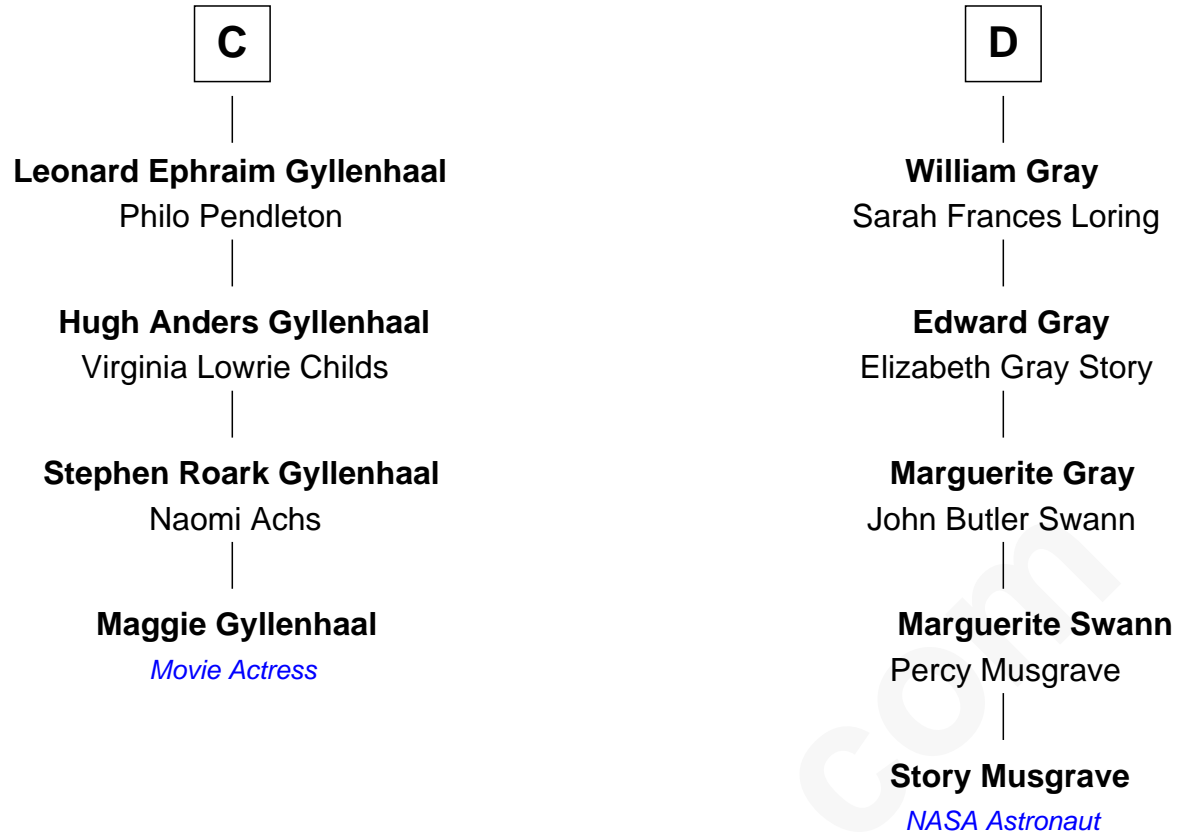 C
Leonard Ephraim Gyllenhaal
Philo Pendleton
Hugh Anders Gyllenhaal
Virginia Lowrie Childs
Stephen Roark Gyllenhaal
Naomi Achs
Maggie Gyllenhaal
Movie Actress
D
William Gray
Sarah Frances Loring
Edward Gray
Elizabeth Gray Story
Marguerite Gray
John Butler Swann
Marguerite Swann
Percy Musgrave
Story Musgrave
NASA Astronaut
com